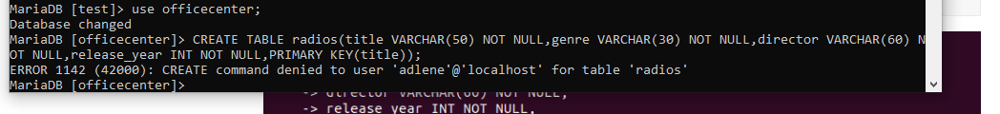 MariaDB [test]> use officecenter;
Database changed
MariaDB [officecenter]> CREATE TABLE radios(title VARCHAR(50) NOT NULL,genre VARCHAR(30) NOT NULL,director VARCHAR(60) N
OT NULL,release_year INT NOT NULL,PRIMARY KEY(title));
ERROR 1142 (42000): CREATE command denied to user 'adlene'@'localhost' for table 'radios'
MariaDB [officecenter]>
-> director VARCHAR(60) NOT NULL,
-> release_year INT NOT NULL,